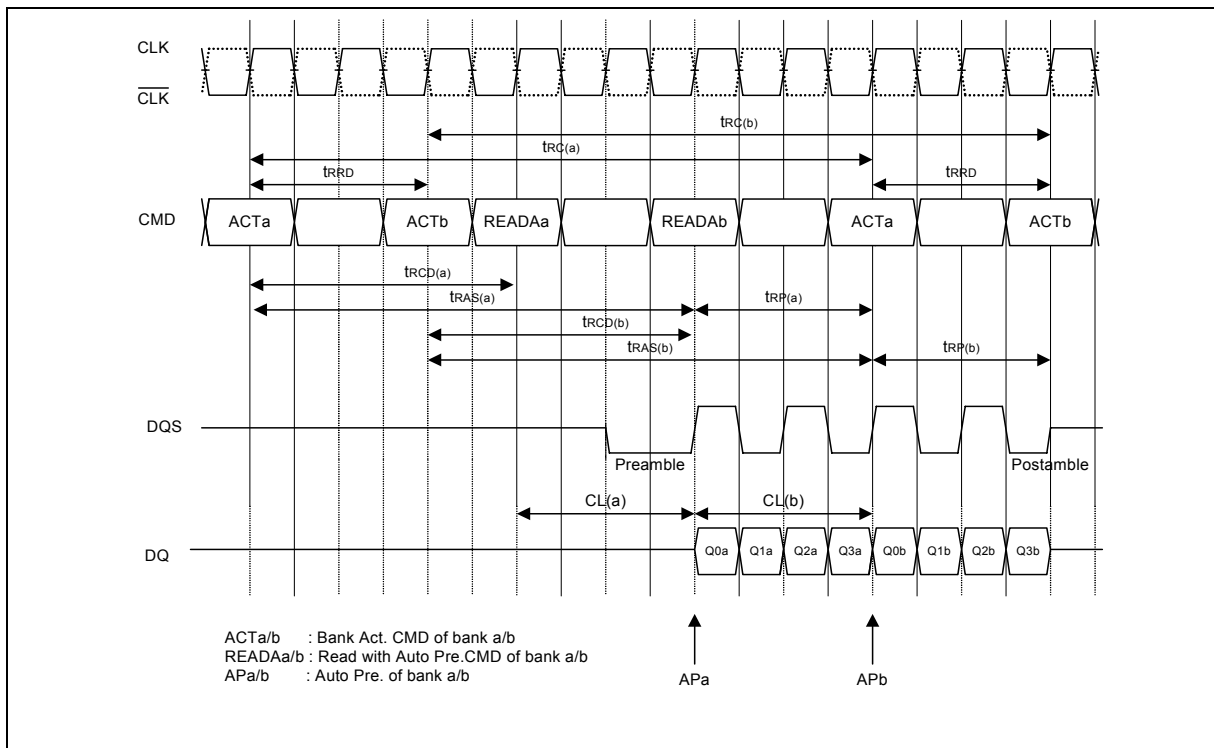 CLK
CLK
tRC(b)
tRC(a)
tRRD tRRD
CMD ACTa ACTb READAa READAb ACTa ACTb
tRCD(a)
tRAS(a) tRP(a)
tRCD(b)
tRAS(b) tRP(b)
DQS
Preamble Postamble
CL(a) CL(b)
DQ Q0a Q1a Q2a Q3a Q0b Q1b Q2b Q3b
ACTa/b : Bank Act. CMD of bank a/b
READAa/b : Read with Auto Pre.CMD of bank a/b
APa/b : Auto Pre. of bank a/b
APa APb